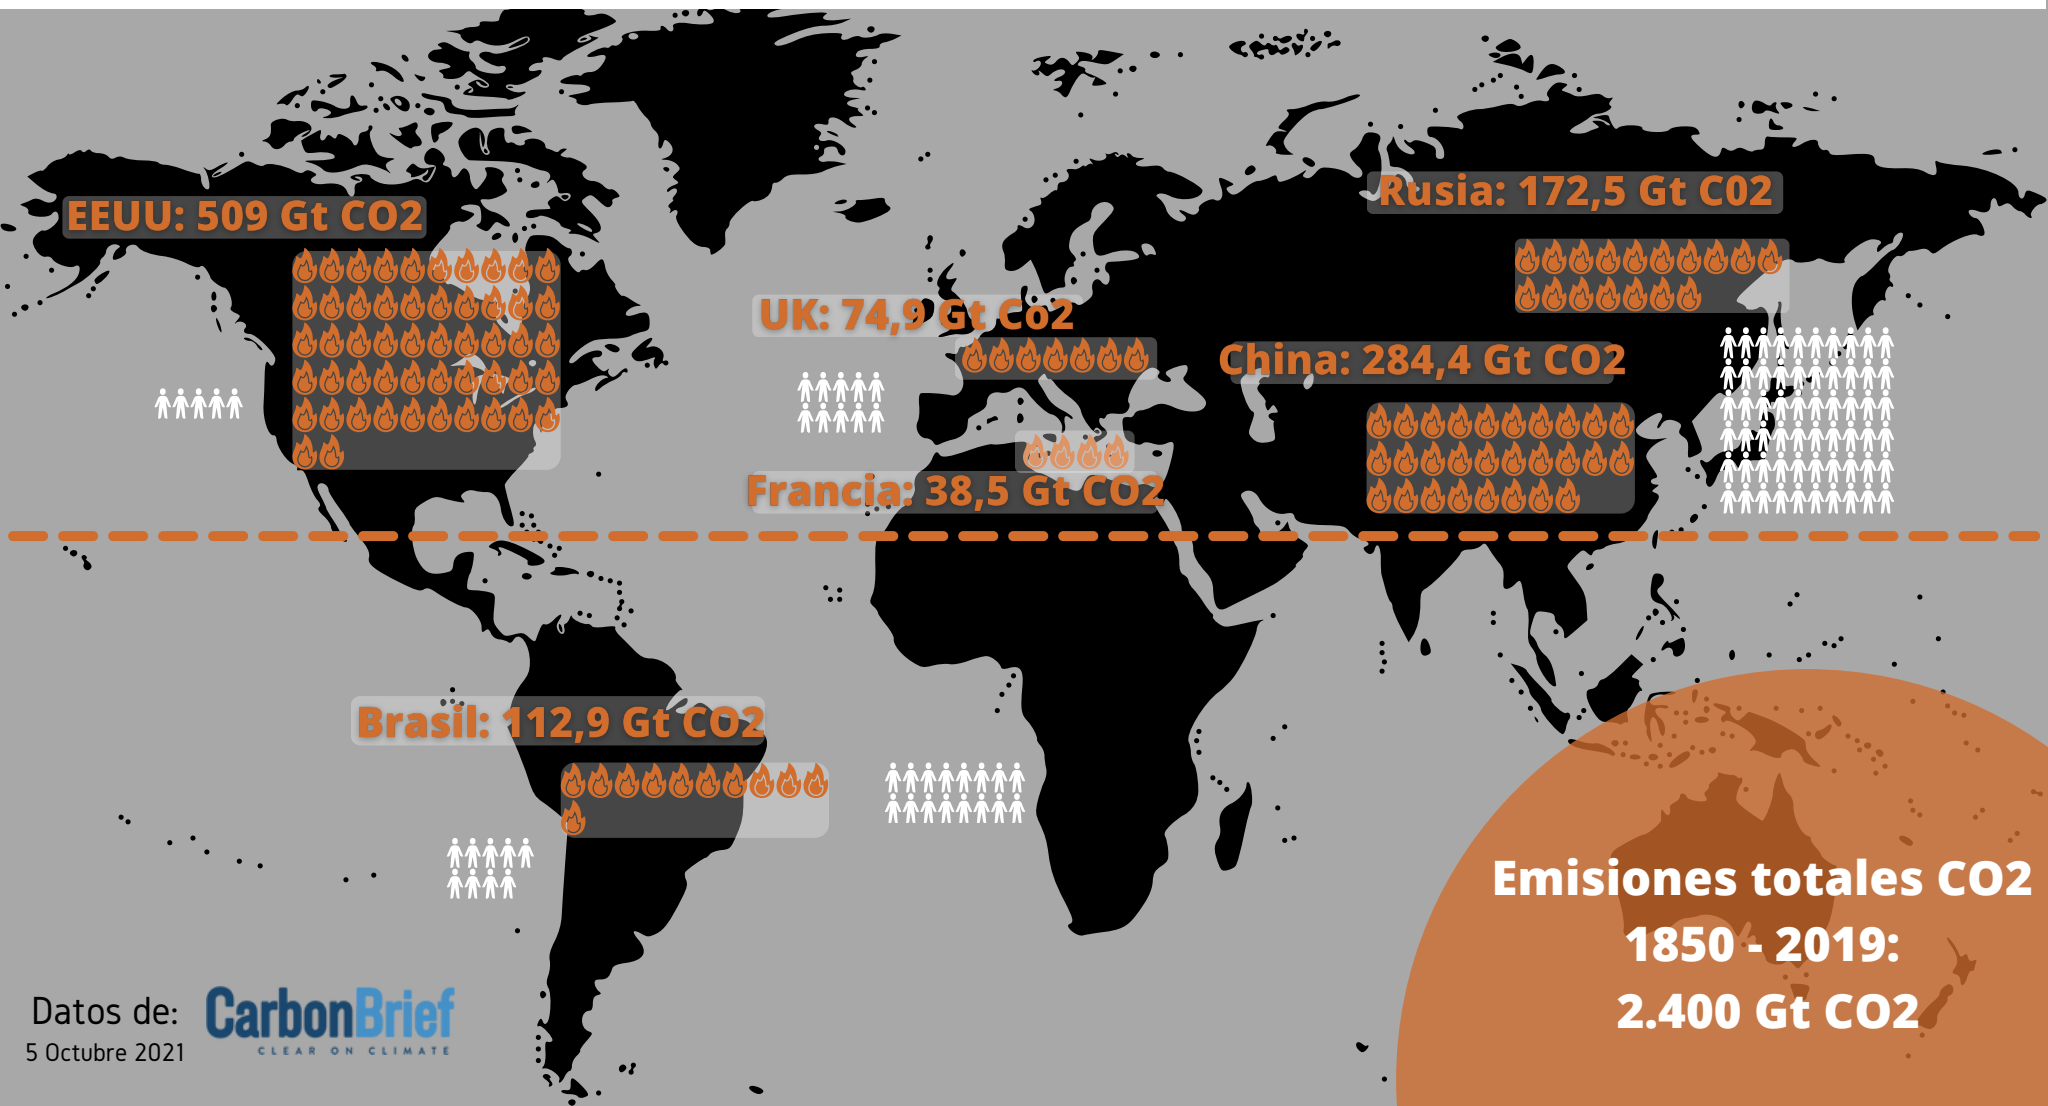 Rusia: 172,5 Gt C02
EEUU: 509 Gt CO2
UK: 74,9 Gt Co2
China: 284,4 Gt CO2
Francia: 38,5 Gt CO2
Brasil: 112,9 Gt CO2
Emisiones totales CO2
1850 - 2019:
2.400 Gt CO2
Datos de:
5 Octubre 2021
CarbonBrief
CLEAR ON CLIMATE